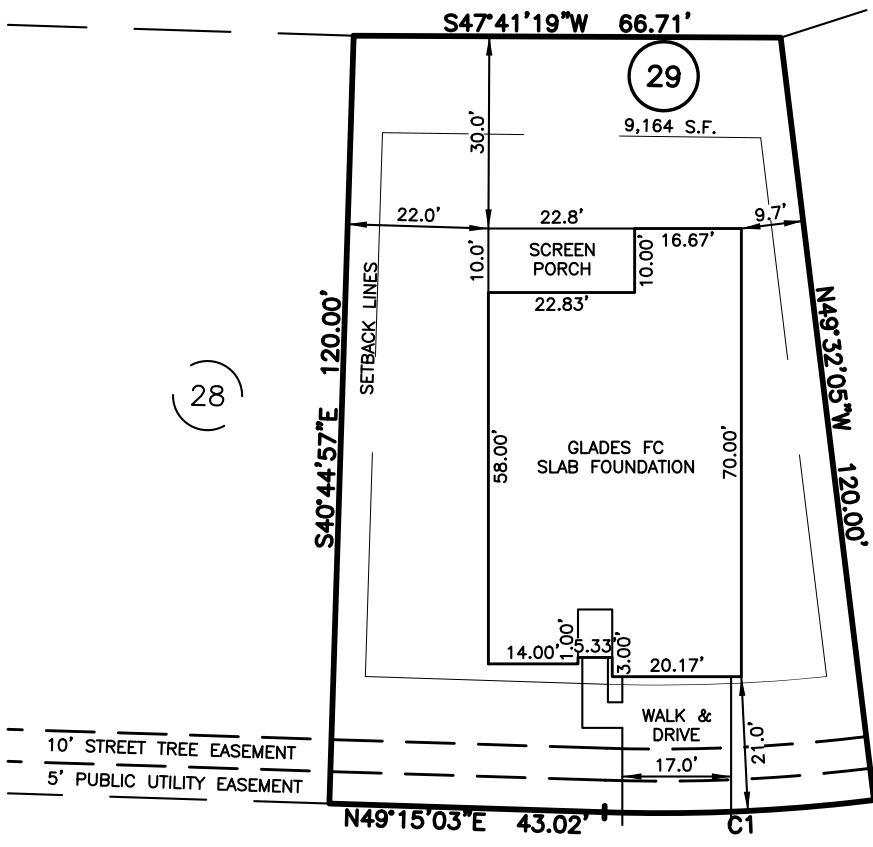 S47°41'19"W 66.71'
29
9,164 S.F.
30.0'
22.0'
22.8'
9.7'
16.67'
SCREEN
PORCH
10.0'
10.00'
22.83'
SETBACK LINES
S40°44'57"E 120.00'
N49°32'05"W 120.00'
28
GLADES FC
SLAB FOUNDATION
58.00'
70.00'
14.00'
1.00'
5.33'
3.00'
20.17'
WALK &
DRIVE
21.0'
17.0'
10' STREET TREE EASEMENT
5' PUBLIC UTILITY EASEMENT
N49°15'03"E 43.02'
C1